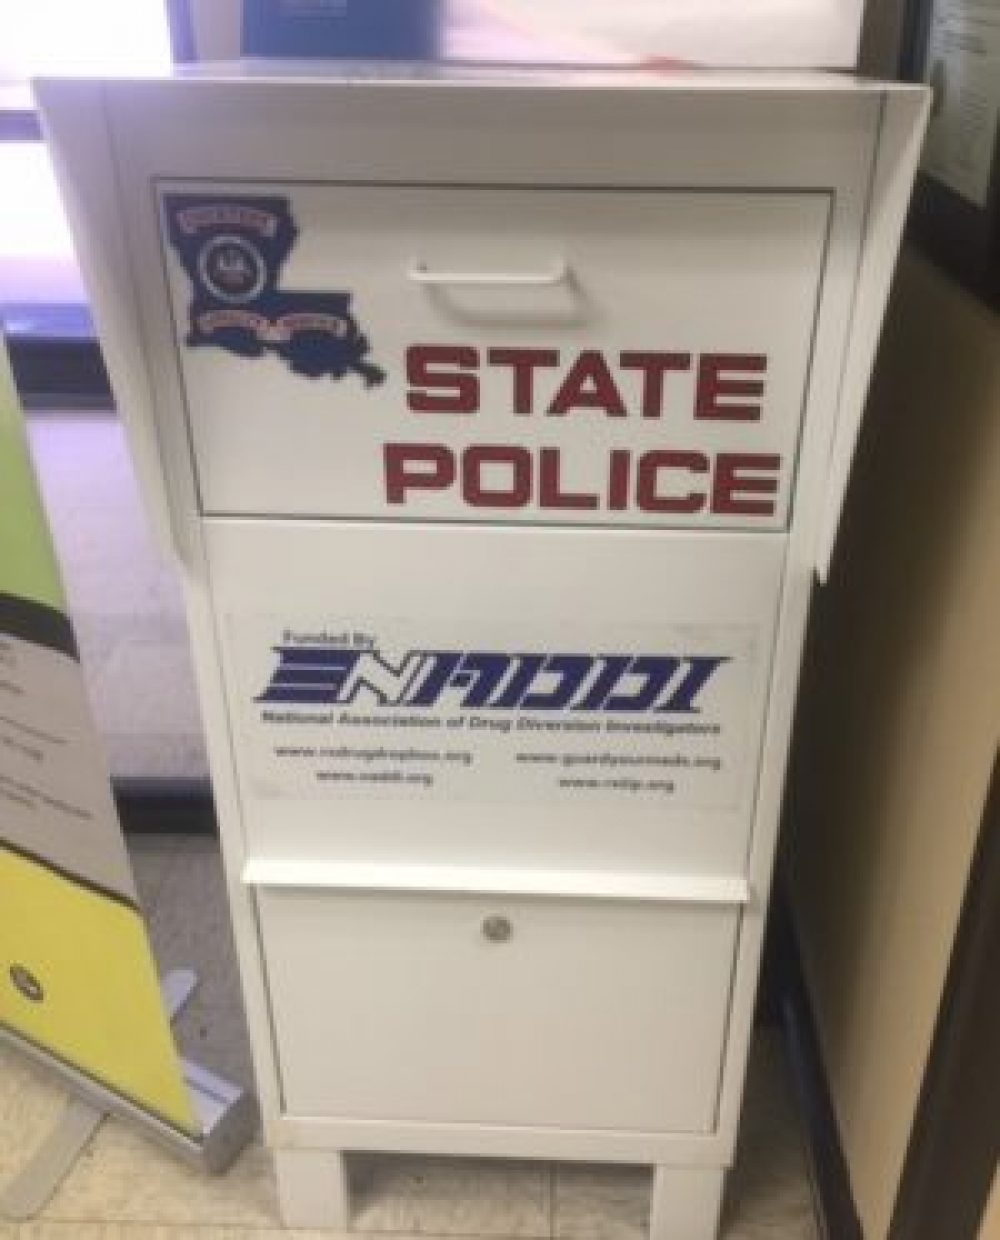 STATE
POLICE
Funded By
NADDI
National Association of Drug Diversion Investigators
www.rxdrugdropbox.org www.guardyourmeds.org
www.naddi.org www.rxiip.org